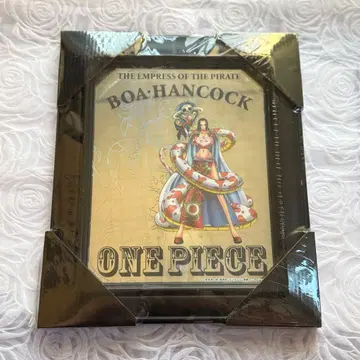 THE EMPRESS OF THE PIRATE
BOA·HANCOCK
ONE PIECE